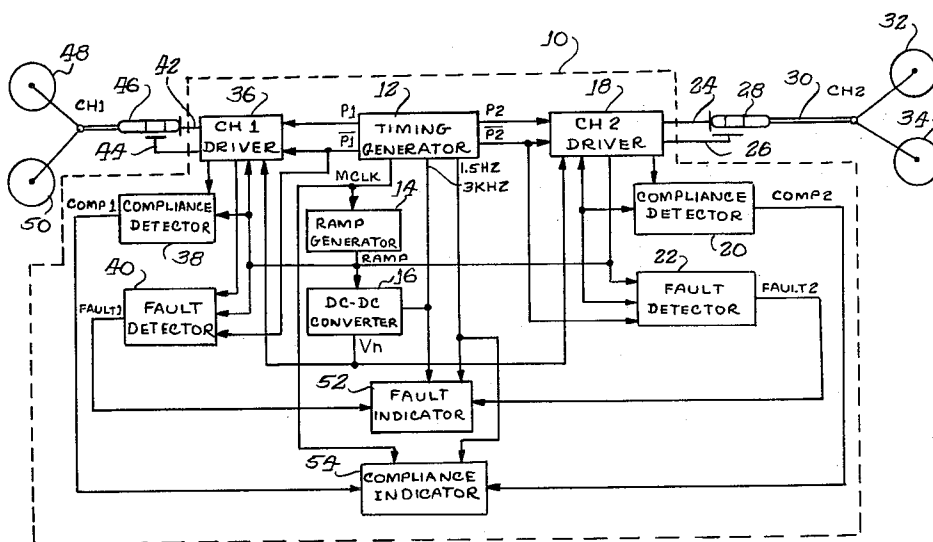 10
32
48
46
42
36
12
18
24
30
CH2
28
CH1
P1
P2
CH 1
DRIVER
TIMING
GENERATOR
CH 2
DRIVER
P1
P2
44
26
34
1.5HZ
3KHZ
MCLK
14
50
COMP1
COMPLIANCE
DETECTOR
38
RAMP
GENERATOR
COMPLIANCE
DETECTOR
20
COMP2
RAMP
40
16
22
FAULT1
FAULT
DETECTOR
DC-DC
CONVERTER
FAULT
DETECTOR
FAULT2
Vn
52
FAULT
INDICATOR
54
COMPLIANCE
INDICATOR